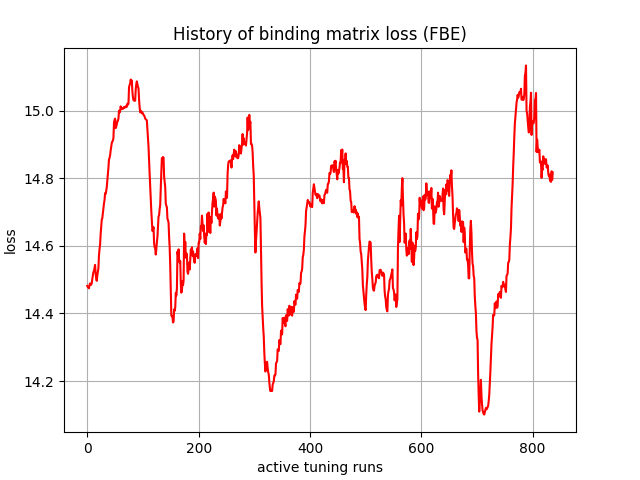 History of binding matrix loss (FBE)
loss
15.0
14.8
14.6
14.4
14.2
0 200 400 600 800
active tuning runs